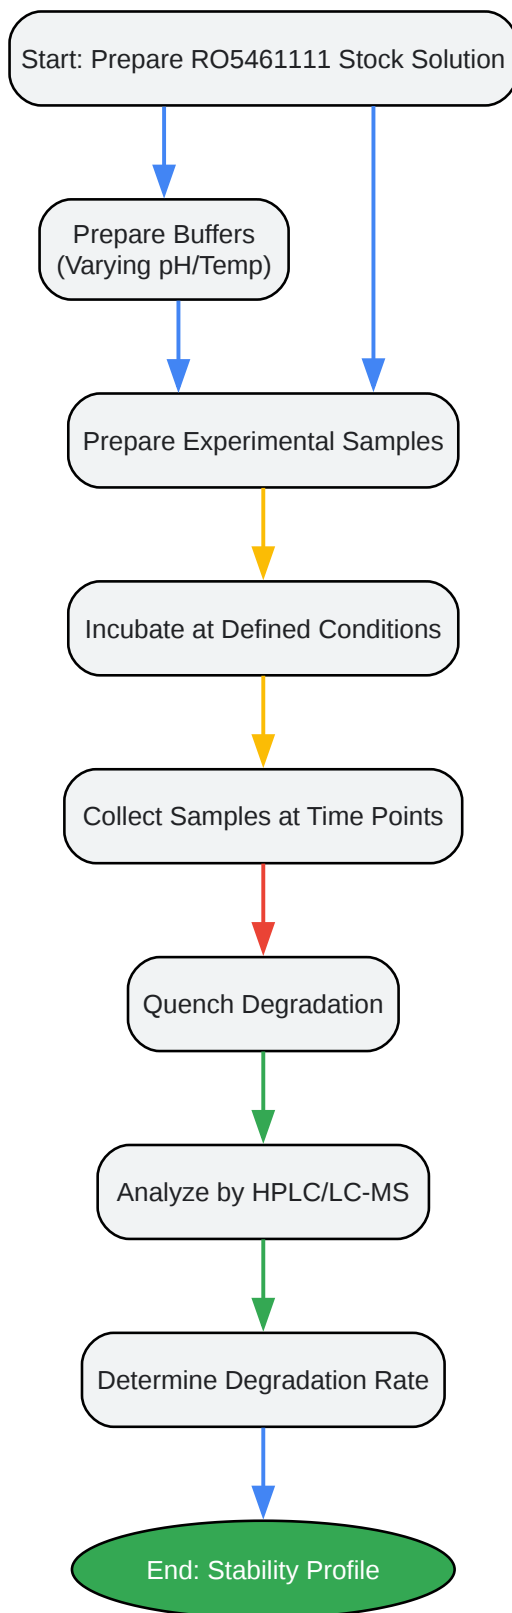 Start: Prepare RO5461111 Stock Solution
Prepare Buffers
(Varying pH/Temp)
Prepare Experimental Samples
Incubate at Defined Conditions
Collect Samples at Time Points
Quench Degradation
Analyze by HPLC/LC-MS
Determine Degradation Rate
End: Stability Profile